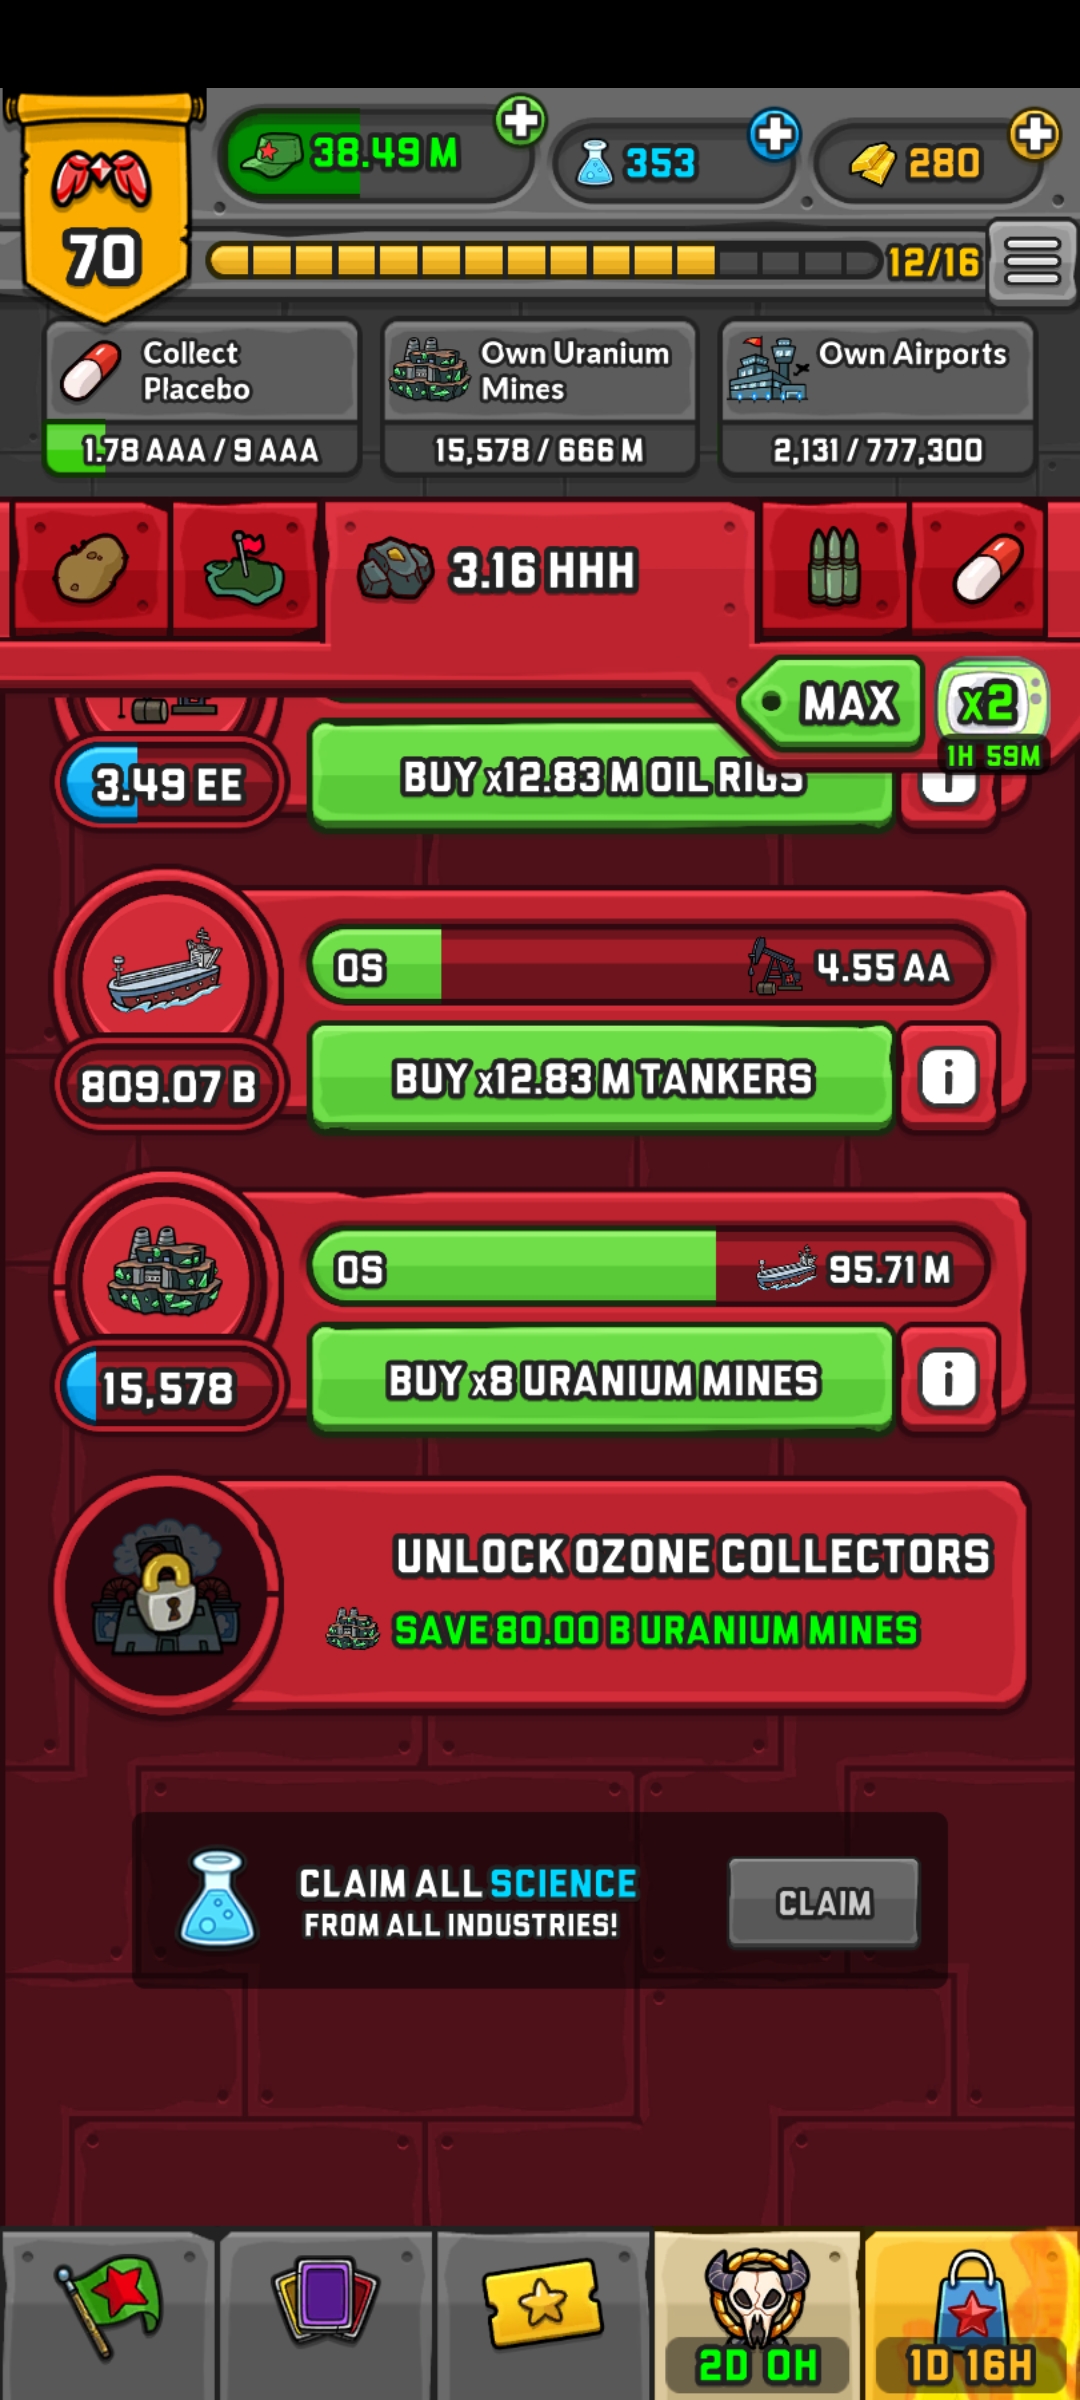 38.49 M
353
280
70
12/16
Collect
Placebo
Own Uranium
Mines
Own Airports
1.78 AAA / 9 AAA
15,578 / 666 M
2,131 / 777,300
3.16 HHH
MAX
x2
1H 59M
3.49 EE
BUY x12.83 M OIL RIGS
0S
4.55 AA
809.07 B
BUY x12.83 M TANKERS
i
0S
95.71 M
15,578
BUY x8 URANIUM MINES
i
UNLOCK OZONE COLLECTORS
SAVE 80.00 B URANIUM MINES
CLAIM ALL SCIENCE
FROM ALL INDUSTRIES!
CLAIM
2D 0H
1D 16H